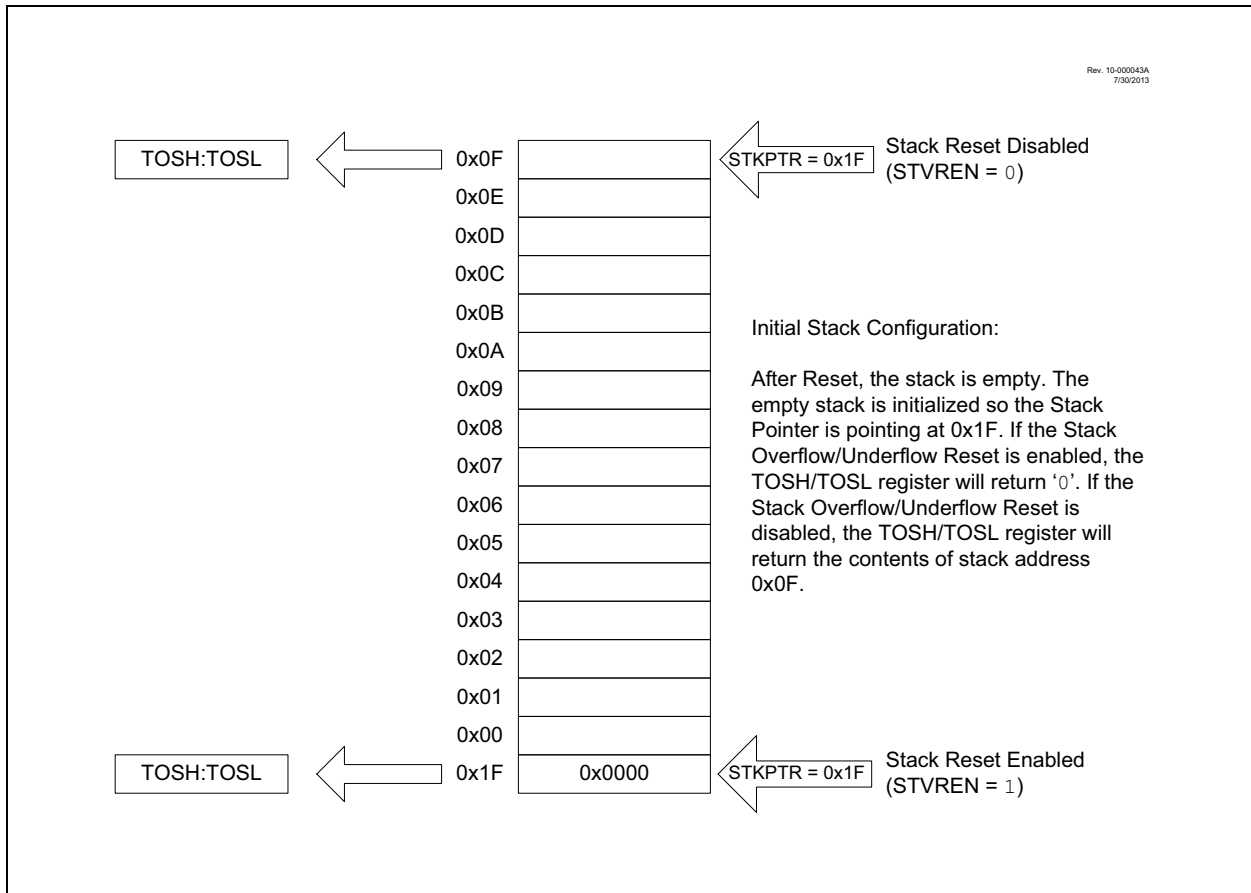 Rev. 10-000043A
7/30/2013
TOSH:TOSL
0x0F
STKPTR = 0x1F
Stack Reset Disabled
(STVREN = 0)
0x0E
0x0D
0x0C
0x0B
0x0A
0x09
0x08
0x07
0x06
0x05
0x04
0x03
0x02
0x01
0x00
Initial Stack Configuration:
After Reset, the stack is empty. The
empty stack is initialized so the Stack
Pointer is pointing at 0x1F. If the Stack
Overflow/Underflow Reset is enabled, the
TOSH/TOSL register will return ‘0’. If the
Stack Overflow/Underflow Reset is
disabled, the TOSH/TOSL register will
return the contents of stack address
0x0F.
TOSH:TOSL
0x1F
0x0000
STKPTR = 0x1F
Stack Reset Enabled
(STVREN = 1)